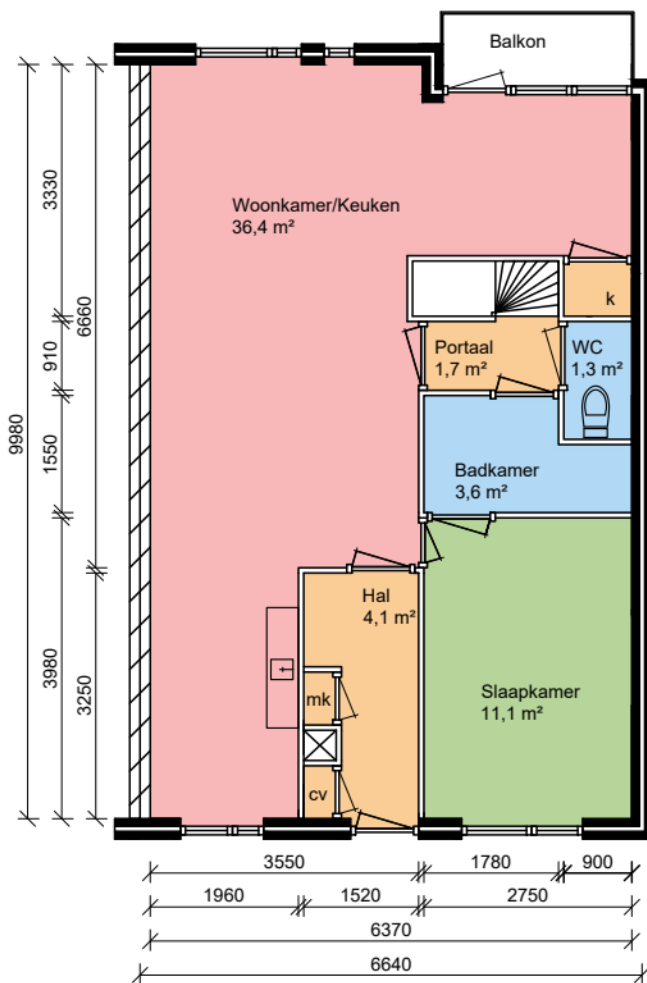 Balkon
Woonkamer/Keuken
36,4 m²
k
Portaal
1,7 m²
WC
1,3 m²
Badkamer
3,6 m²
Hal
4,1 m²
mk
cv
Slaapkamer
11,1 m²
9980
3330
910
1550
3980
6660
3250
3550
1780
900
1960
1520
2750
6370
6640